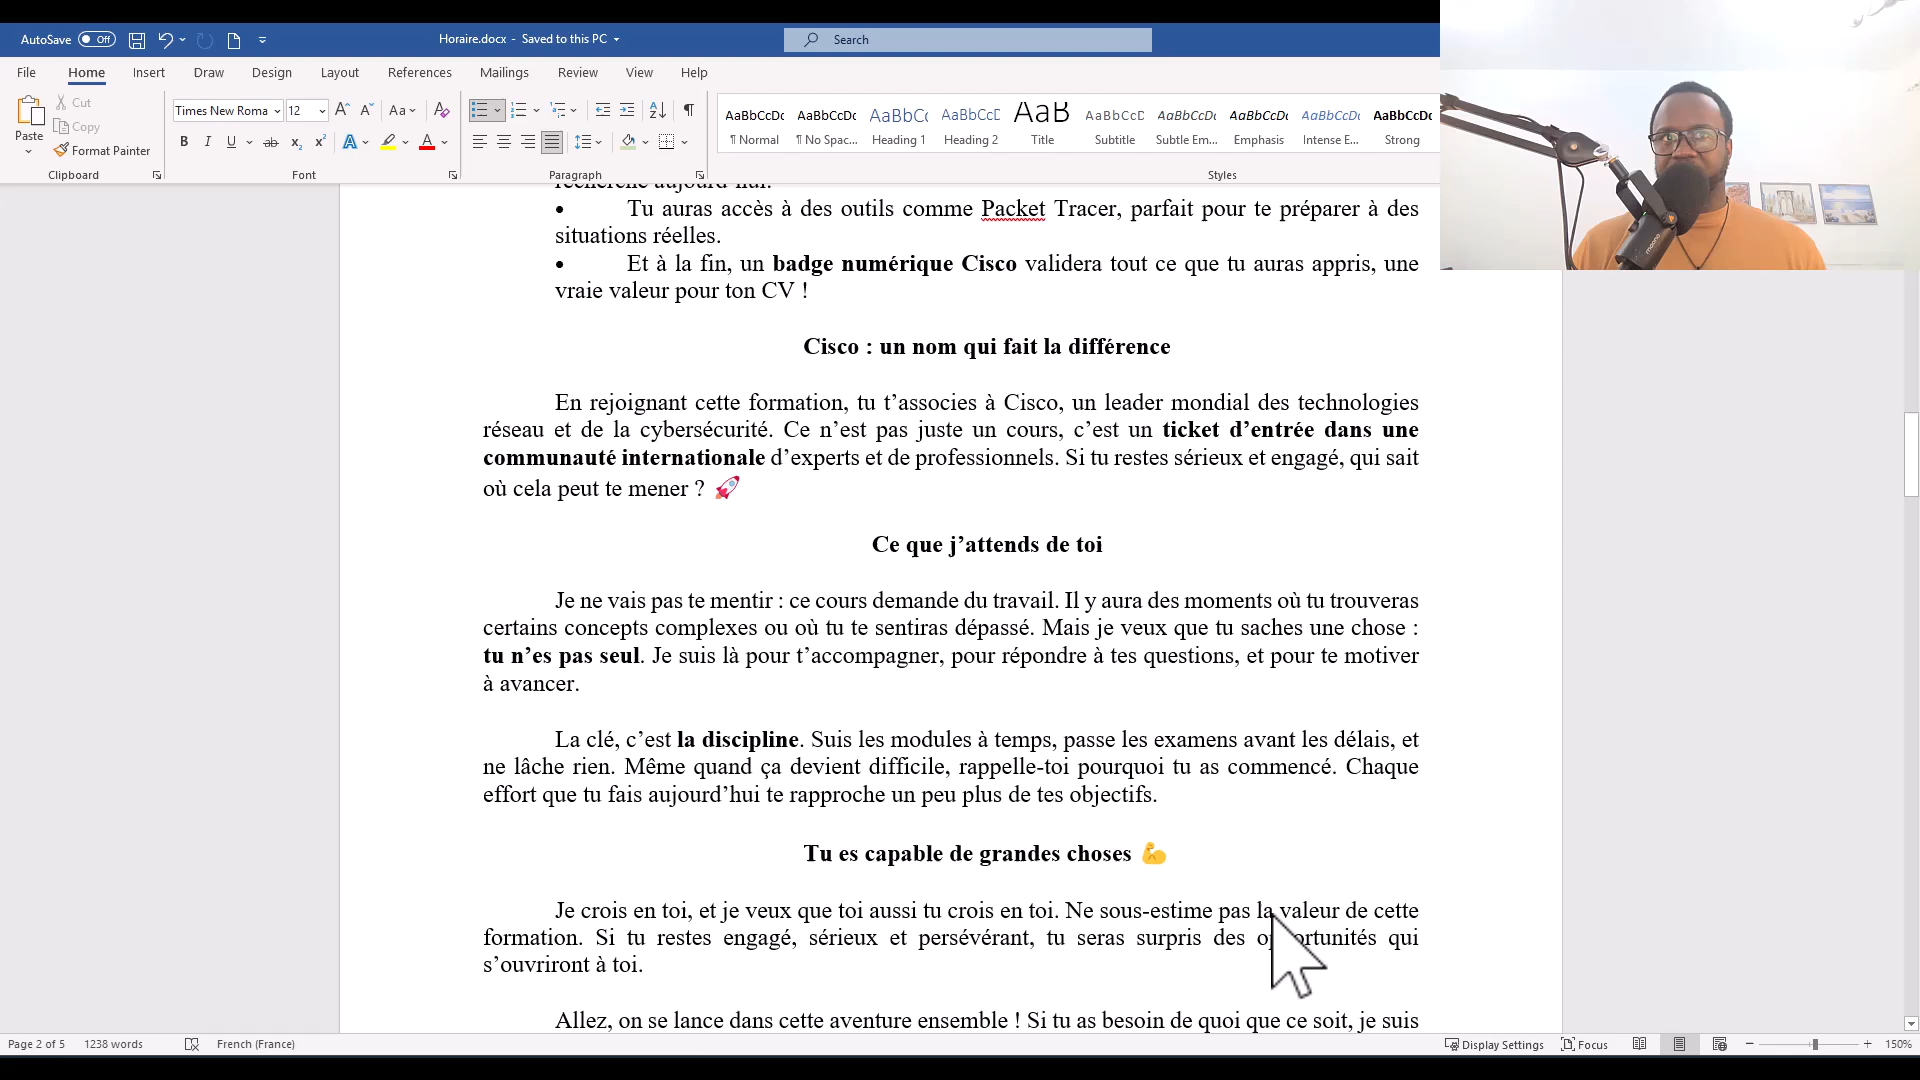 AutoSave Off Horaire.docx - Saved to this PC Search
File Home Insert Draw Design Layout References Mailings Review View Help
Paste Cut Copy Format Painter
Times New Roma 12 Aa
B I U ab x₂ x² A A
AaBbCcDc AaBbCcDc AaBbCc AaBbCcD AaB AaBbCcD AaBbCcDc AaBbCcDc AaBbCcDc AaBbCcDc
¶ Normal ¶ No Spac... Heading 1 Heading 2 Title Subtitle Subtle Em... Emphasis Intense E... Strong
Clipboard Font Paragraph Styles
recherche aujourd’hui.
• Tu auras accès à des outils comme Packet Tracer, parfait pour te préparer à des
situations réelles.
• Et à la fin, un badge numérique Cisco validera tout ce que tu auras appris, une
vraie valeur pour ton CV !
Cisco : un nom qui fait la différence
En rejoignant cette formation, tu t’associes à Cisco, un leader mondial des technologies
réseau et de la cybersécurité. Ce n’est pas juste un cours, c’est un ticket d’entrée dans une
communauté internationale d’experts et de professionnels. Si tu restes sérieux et engagé, qui sait
où cela peut te mener ? 🚀
Ce que j’attends de toi
Je ne vais pas te mentir : ce cours demande du travail. Il y aura des moments où tu trouveras
certains concepts complexes ou où tu te sentiras dépassé. Mais je veux que tu saches une chose :
tu n’es pas seul. Je suis là pour t’accompagner, pour répondre à tes questions, et pour te motiver
à avancer.
La clé, c’est la discipline. Suis les modules à temps, passe les examens avant les délais, et
ne lâche rien. Même quand ça devient difficile, rappelle-toi pourquoi tu as commencé. Chaque
effort que tu fais aujourd’hui te rapproche un peu plus de tes objectifs.
Tu es capable de grandes choses 💪
Je crois en toi, et je veux que toi aussi tu crois en toi. Ne sous-estime pas la valeur de cette
formation. Si tu restes engagé, sérieux et persévérant, tu seras surpris des opportunités qui
s’ouvriront à toi.
Allez, on se lance dans cette aventure ensemble ! Si tu as besoin de quoi que ce soit, je suis
Page 2 of 5 1238 words French (France) Display Settings Focus 150%